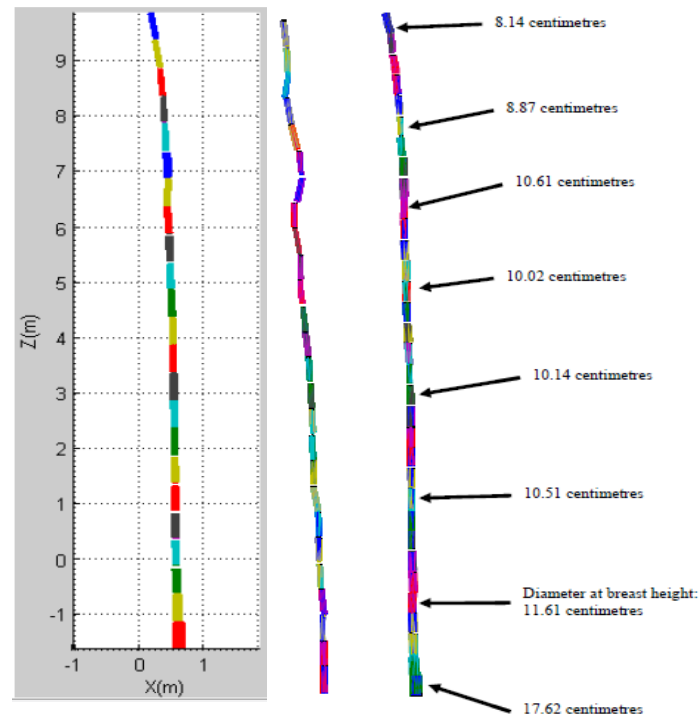 8.14 centimetres
9
8
8.87 centimetres
7
10.61 centimetres
6
5
10.02 centimetres
Z(m)
4
3
10.14 centimetres
2
1
10.51 centimetres
0
Diameter at breast height:
11.61 centimetres
-1
-1
0
1
X(m)
17.62 centimetres